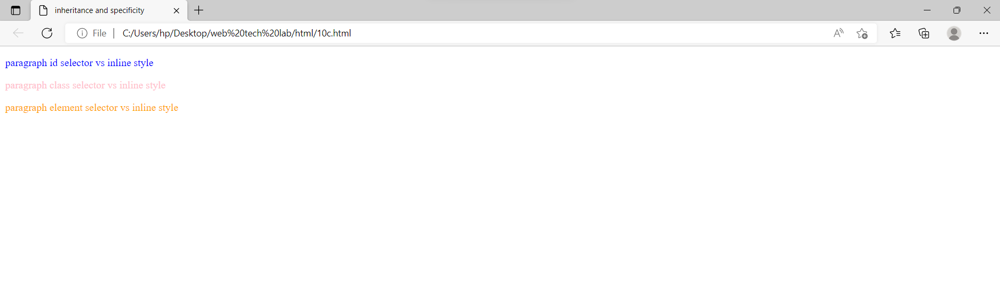 inheritance and specificity
File
C:/Users/hp/Desktop/web%20tech%20lab/html/10c.html
paragraph id selector vs inline style
paragraph class selector vs inline style
paragraph element selector vs inline style